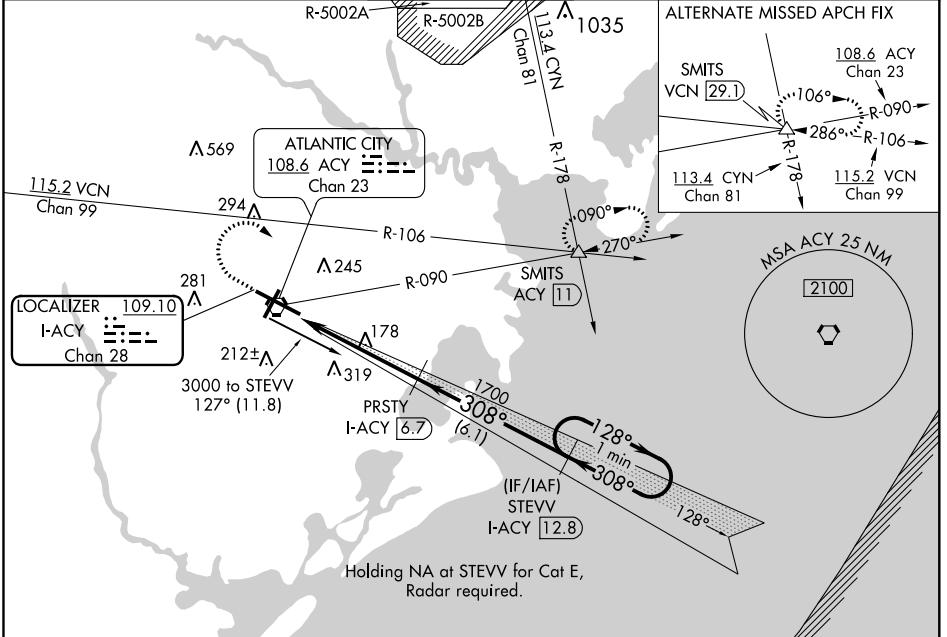 R-5002A
R-5002B
1035
113.4 CYN
Chan 81
R-178
ALTERNATE MISSED APCH FIX
SMITS
VCN 29.1
108.6 ACY
Chan 23
106°
R-090
286°
R-106
R-178
113.4 CYN
Chan 81
115.2 VCN
Chan 99
569
ATLANTIC CITY
108.6 ACY
Chan 23
115.2 VCN
Chan 99
294
R-106
090°
270°
245
R-090
SMITS
ACY 11
MSA ACY 25 NM
2100
281
LOCALIZER 109.10
I-ACY
Chan 28
178
212±
319
3000 to STEVV
127° (11.8)
PRSTY
I-ACY 6.7
1700
308°
(6.1)
128°
1 min
308°
(IF/IAF)
STEVV
I-ACY 12.8
128°
Holding NA at STEVV for Cat E,
Radar required.